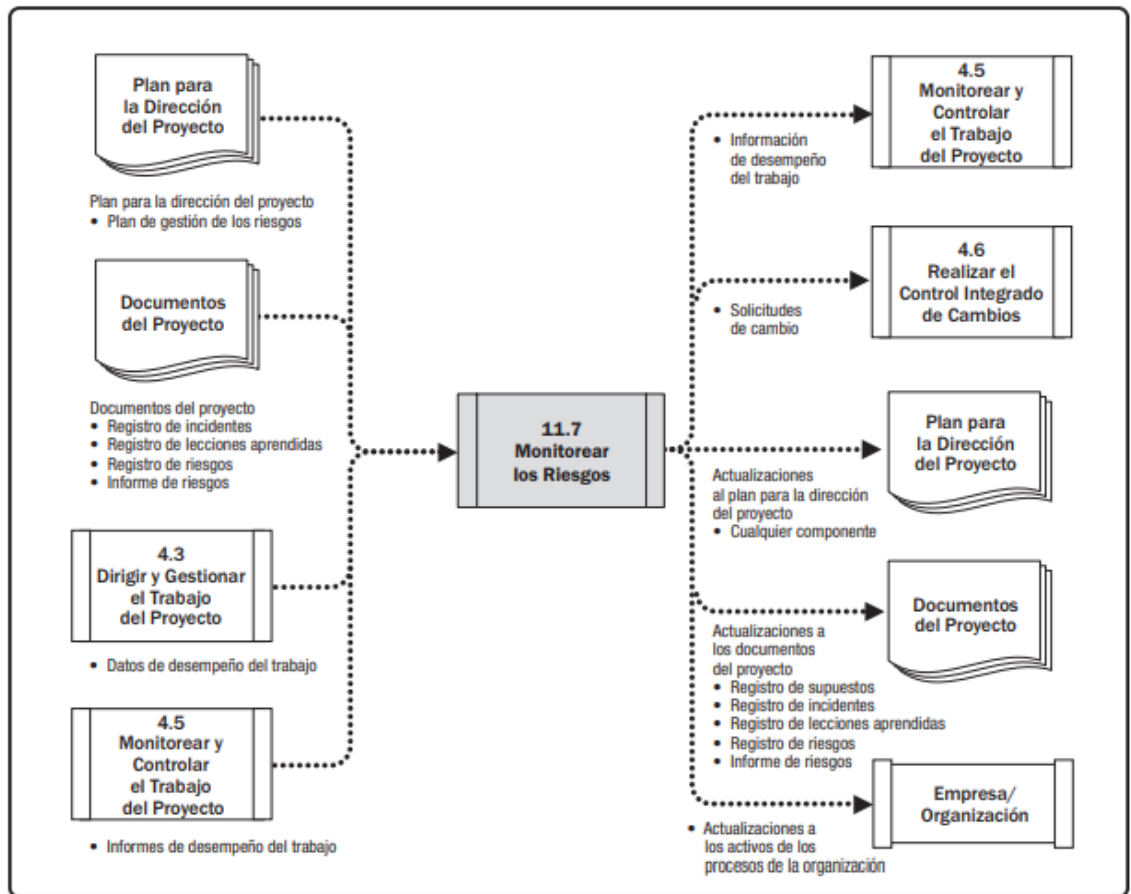 Plan para
la Dirección
del Proyecto
Plan para la dirección del proyecto
• Plan de gestión de los riesgos
Documentos
del Proyecto
Documentos del proyecto
• Registro de incidentes
• Registro de lecciones aprendidas
• Registro de riesgos
• Informe de riesgos
4.3
Dirigir y Gestionar
el Trabajo
del Proyecto
• Datos de desempeño del trabajo
4.5
Monitorear y
Controlar
el Trabajo
del Proyecto
• Informes de desempeño del trabajo
11.7
Monitorear
los Riesgos
4.5
Monitorear y
Controlar
el Trabajo
del Proyecto
• Información
de desempeño
del trabajo
4.6
Realizar el
Control Integrado
de Cambios
• Solicitudes
de cambio
Plan para
la Dirección
del Proyecto
Actualizaciones
al plan para la dirección
del proyecto
• Cualquier componente
Documentos
del Proyecto
Actualizaciones a
los documentos
del proyecto
• Registro de supuestos
• Registro de incidentes
• Registro de lecciones aprendidas
• Registro de riesgos
• Informe de riesgos
Empresa/
Organización
• Actualizaciones a
los activos de los
procesos de la organización